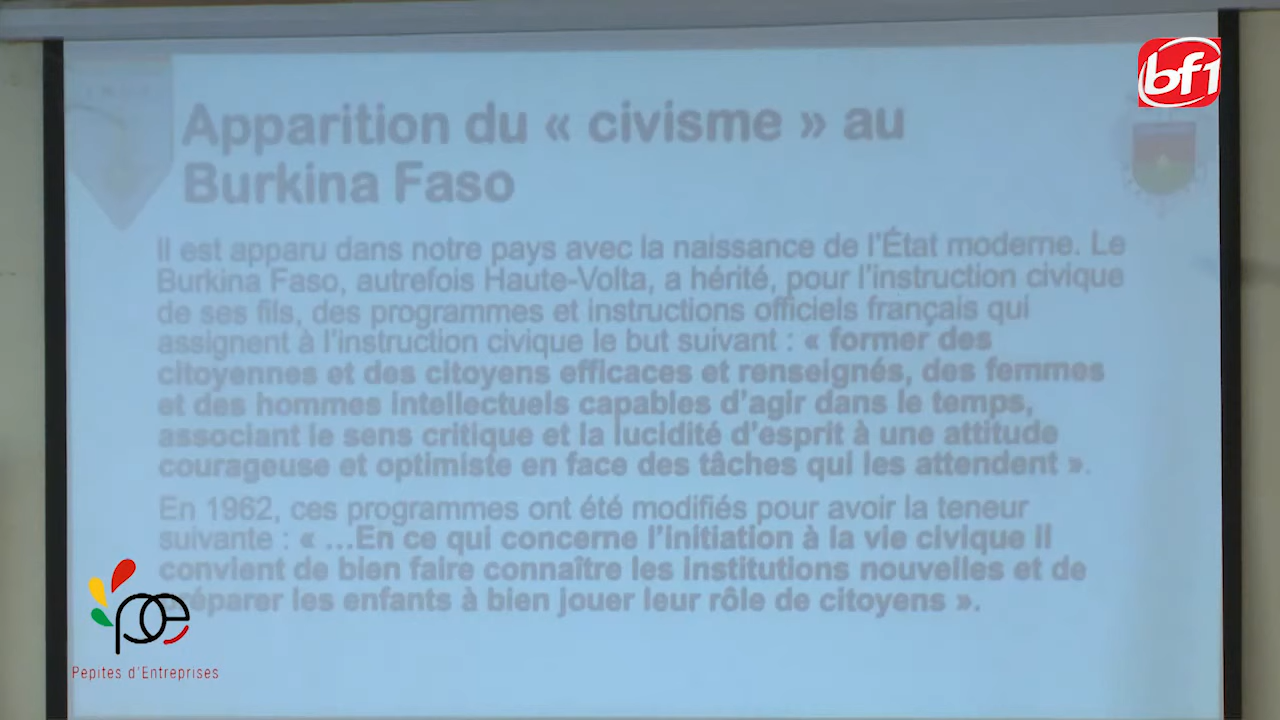 bf1
Apparition du « civisme » au
Burkina Faso
Il est apparu dans notre pays avec la naissance de l'État moderne. Le
Burkina Faso, autrefois Haute-Volta, a hérité, pour l'instruction civique
de ses fils, des programmes et instructions officiels français qui
assignent à l'instruction civique le but suivant : « former des
citoyennes et des citoyens efficaces et renseignés, des femmes
et des hommes intellectuels capables d'agir dans le temps,
associant le sens critique et la lucidité d'esprit à une attitude
courageuse et optimiste en face des tâches qui les attendent ».
En 1962, ces programmes ont été modifiés pour avoir la teneur
suivante : « ...En ce qui concerne l'initiation à la vie civique il
convient de bien faire connaître les institutions nouvelles et de
éparer les enfants à bien jouer leur rôle de citoyens ».
pe
Pepites d'Entreprises